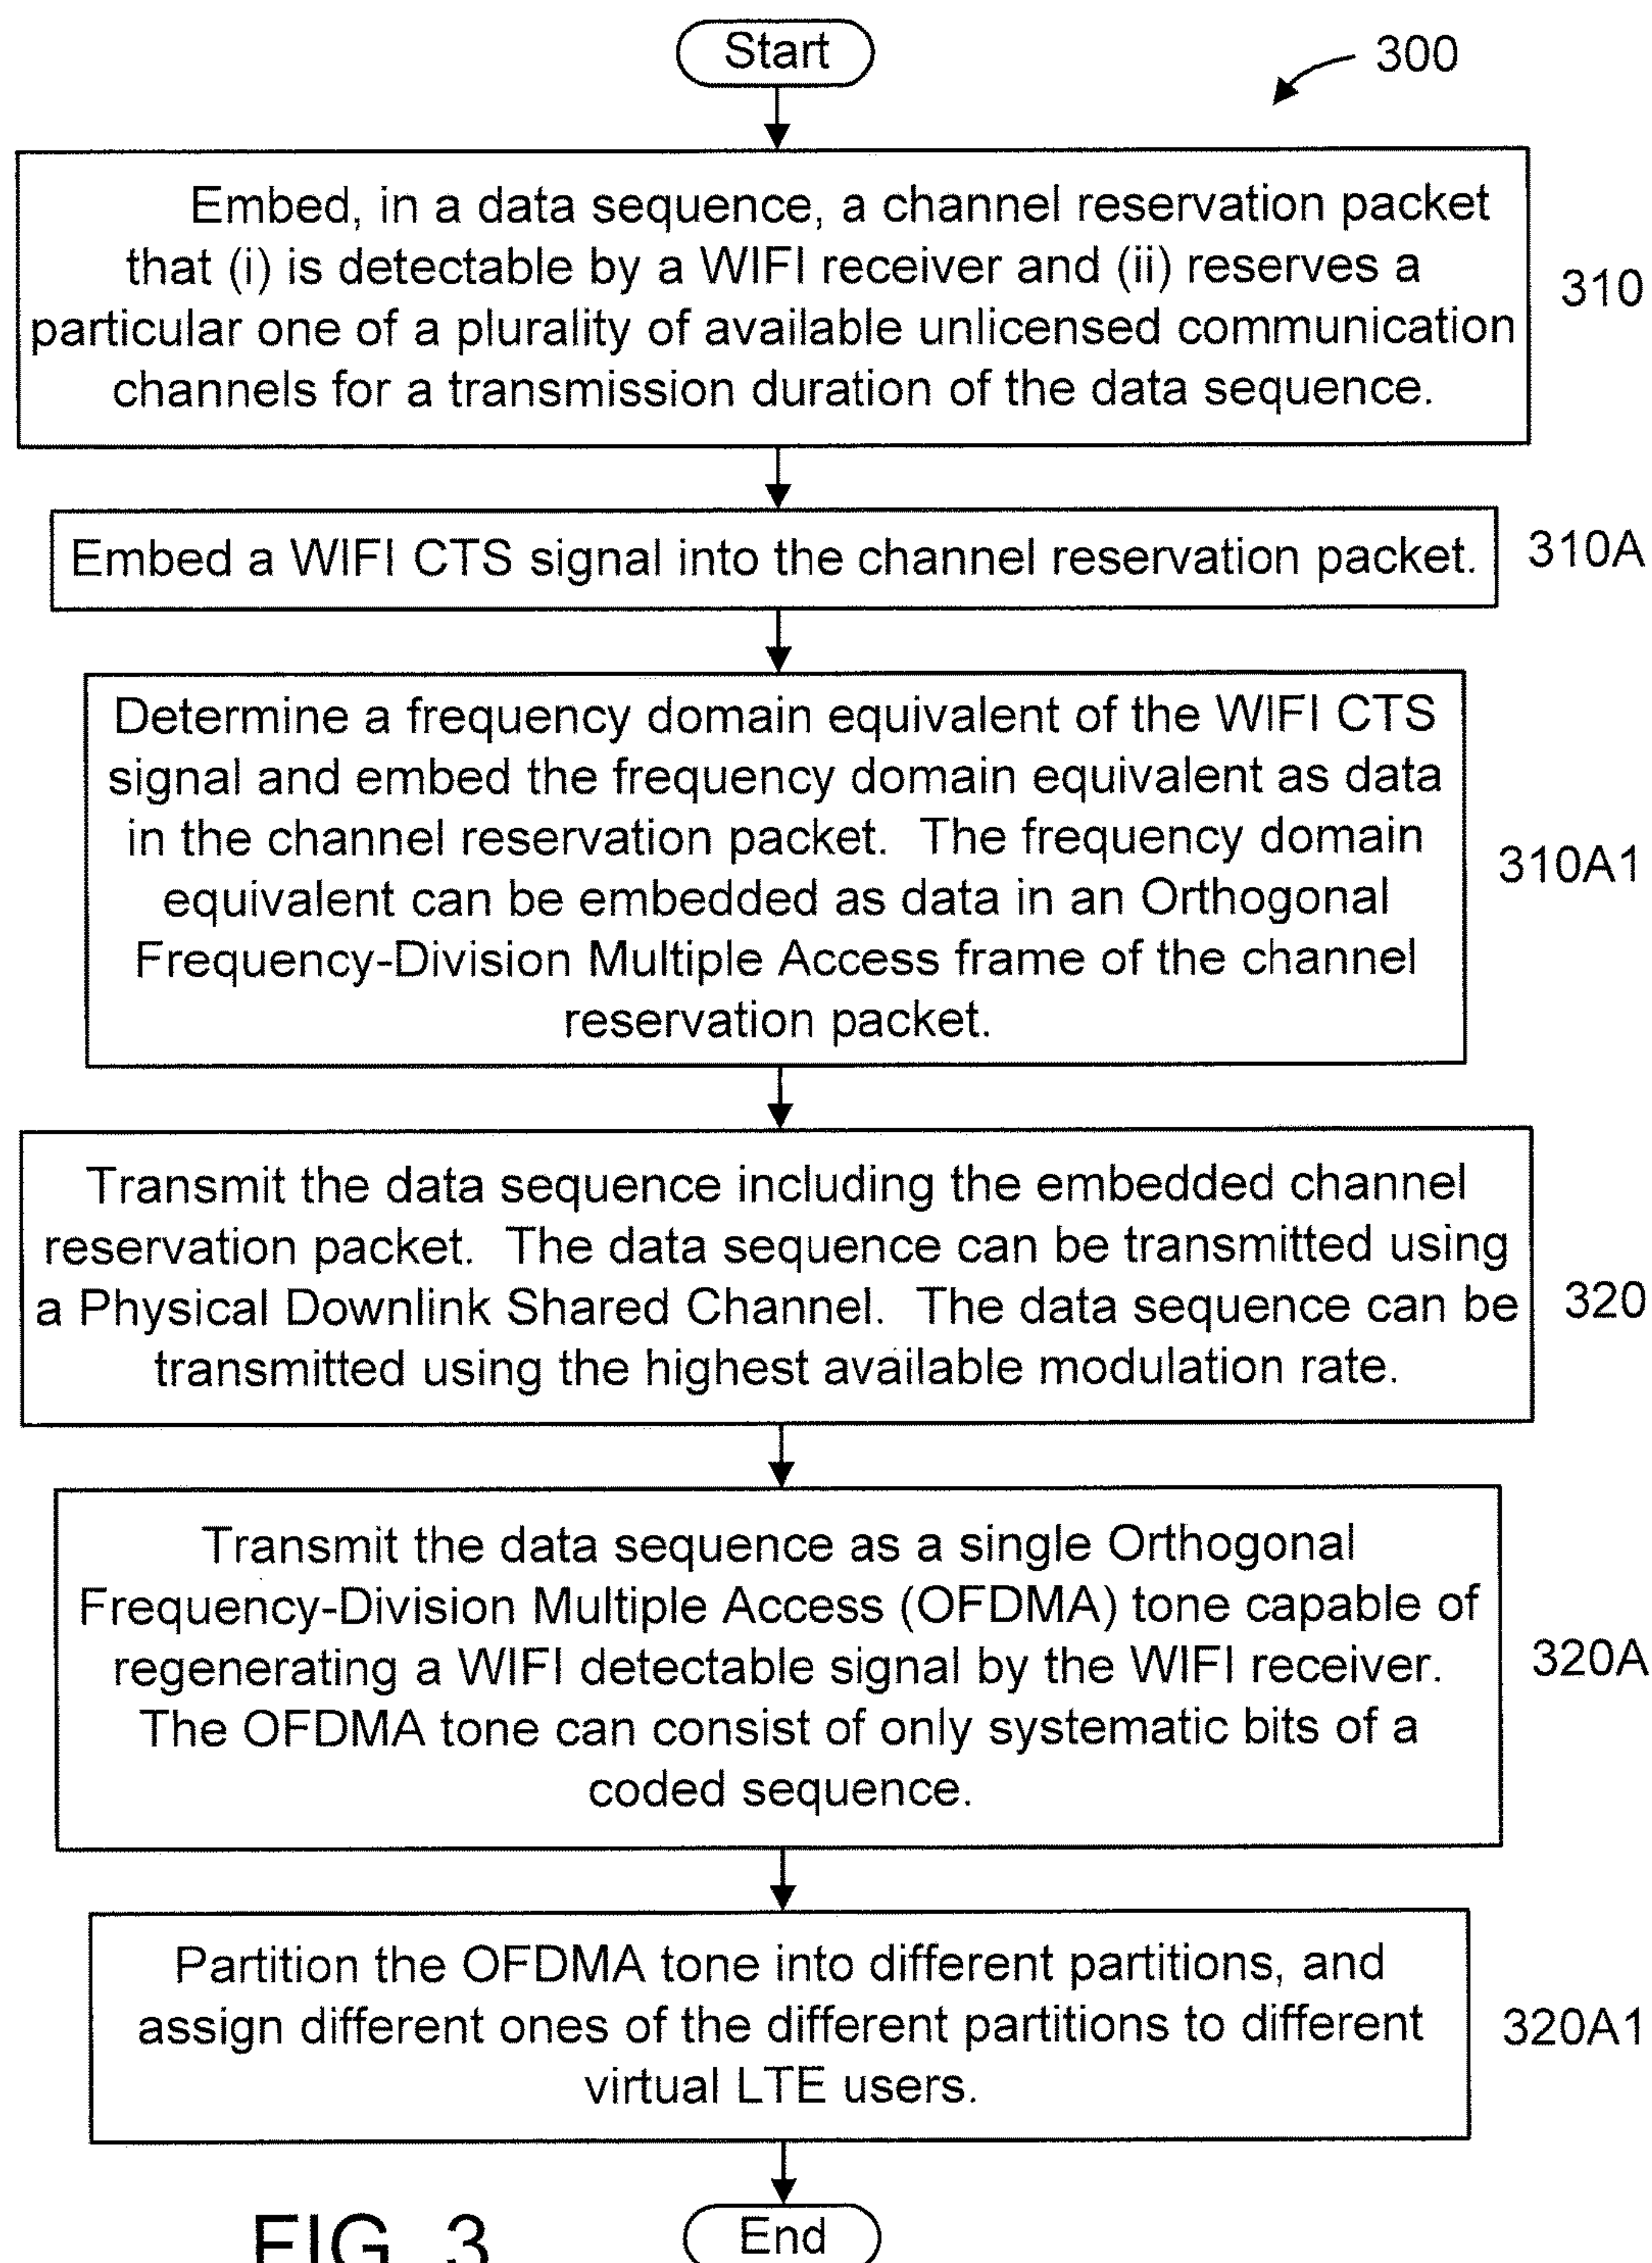 Start
300
Embed, in a data sequence, a channel reservation packet
that (i) is detectable by a WIFI receiver and (ii) reserves a
particular one of a plurality of available unlicensed communication
channels for a transmission duration of the data sequence.
310
Embed a WIFI CTS signal into the channel reservation packet.
310A
Determine a frequency domain equivalent of the WIFI CTS
signal and embed the frequency domain equivalent as data
in the channel reservation packet. The frequency domain
equivalent can be embedded as data in an Orthogonal
Frequency-Division Multiple Access frame of the channel
reservation packet.
310A1
Transmit the data sequence including the embedded channel
reservation packet. The data sequence can be transmitted using
a Physical Downlink Shared Channel. The data sequence can be
transmitted using the highest available modulation rate.
320
Transmit the data sequence as a single Orthogonal
Frequency-Division Multiple Access (OFDMA) tone capable of
regenerating a WIFI detectable signal by the WIFI receiver.
The OFDMA tone can consist of only systematic bits of a
coded sequence.
320A
Partition the OFDMA tone into different partitions, and
assign different ones of the different partitions to different
virtual LTE users.
320A1
End
FIG. 3